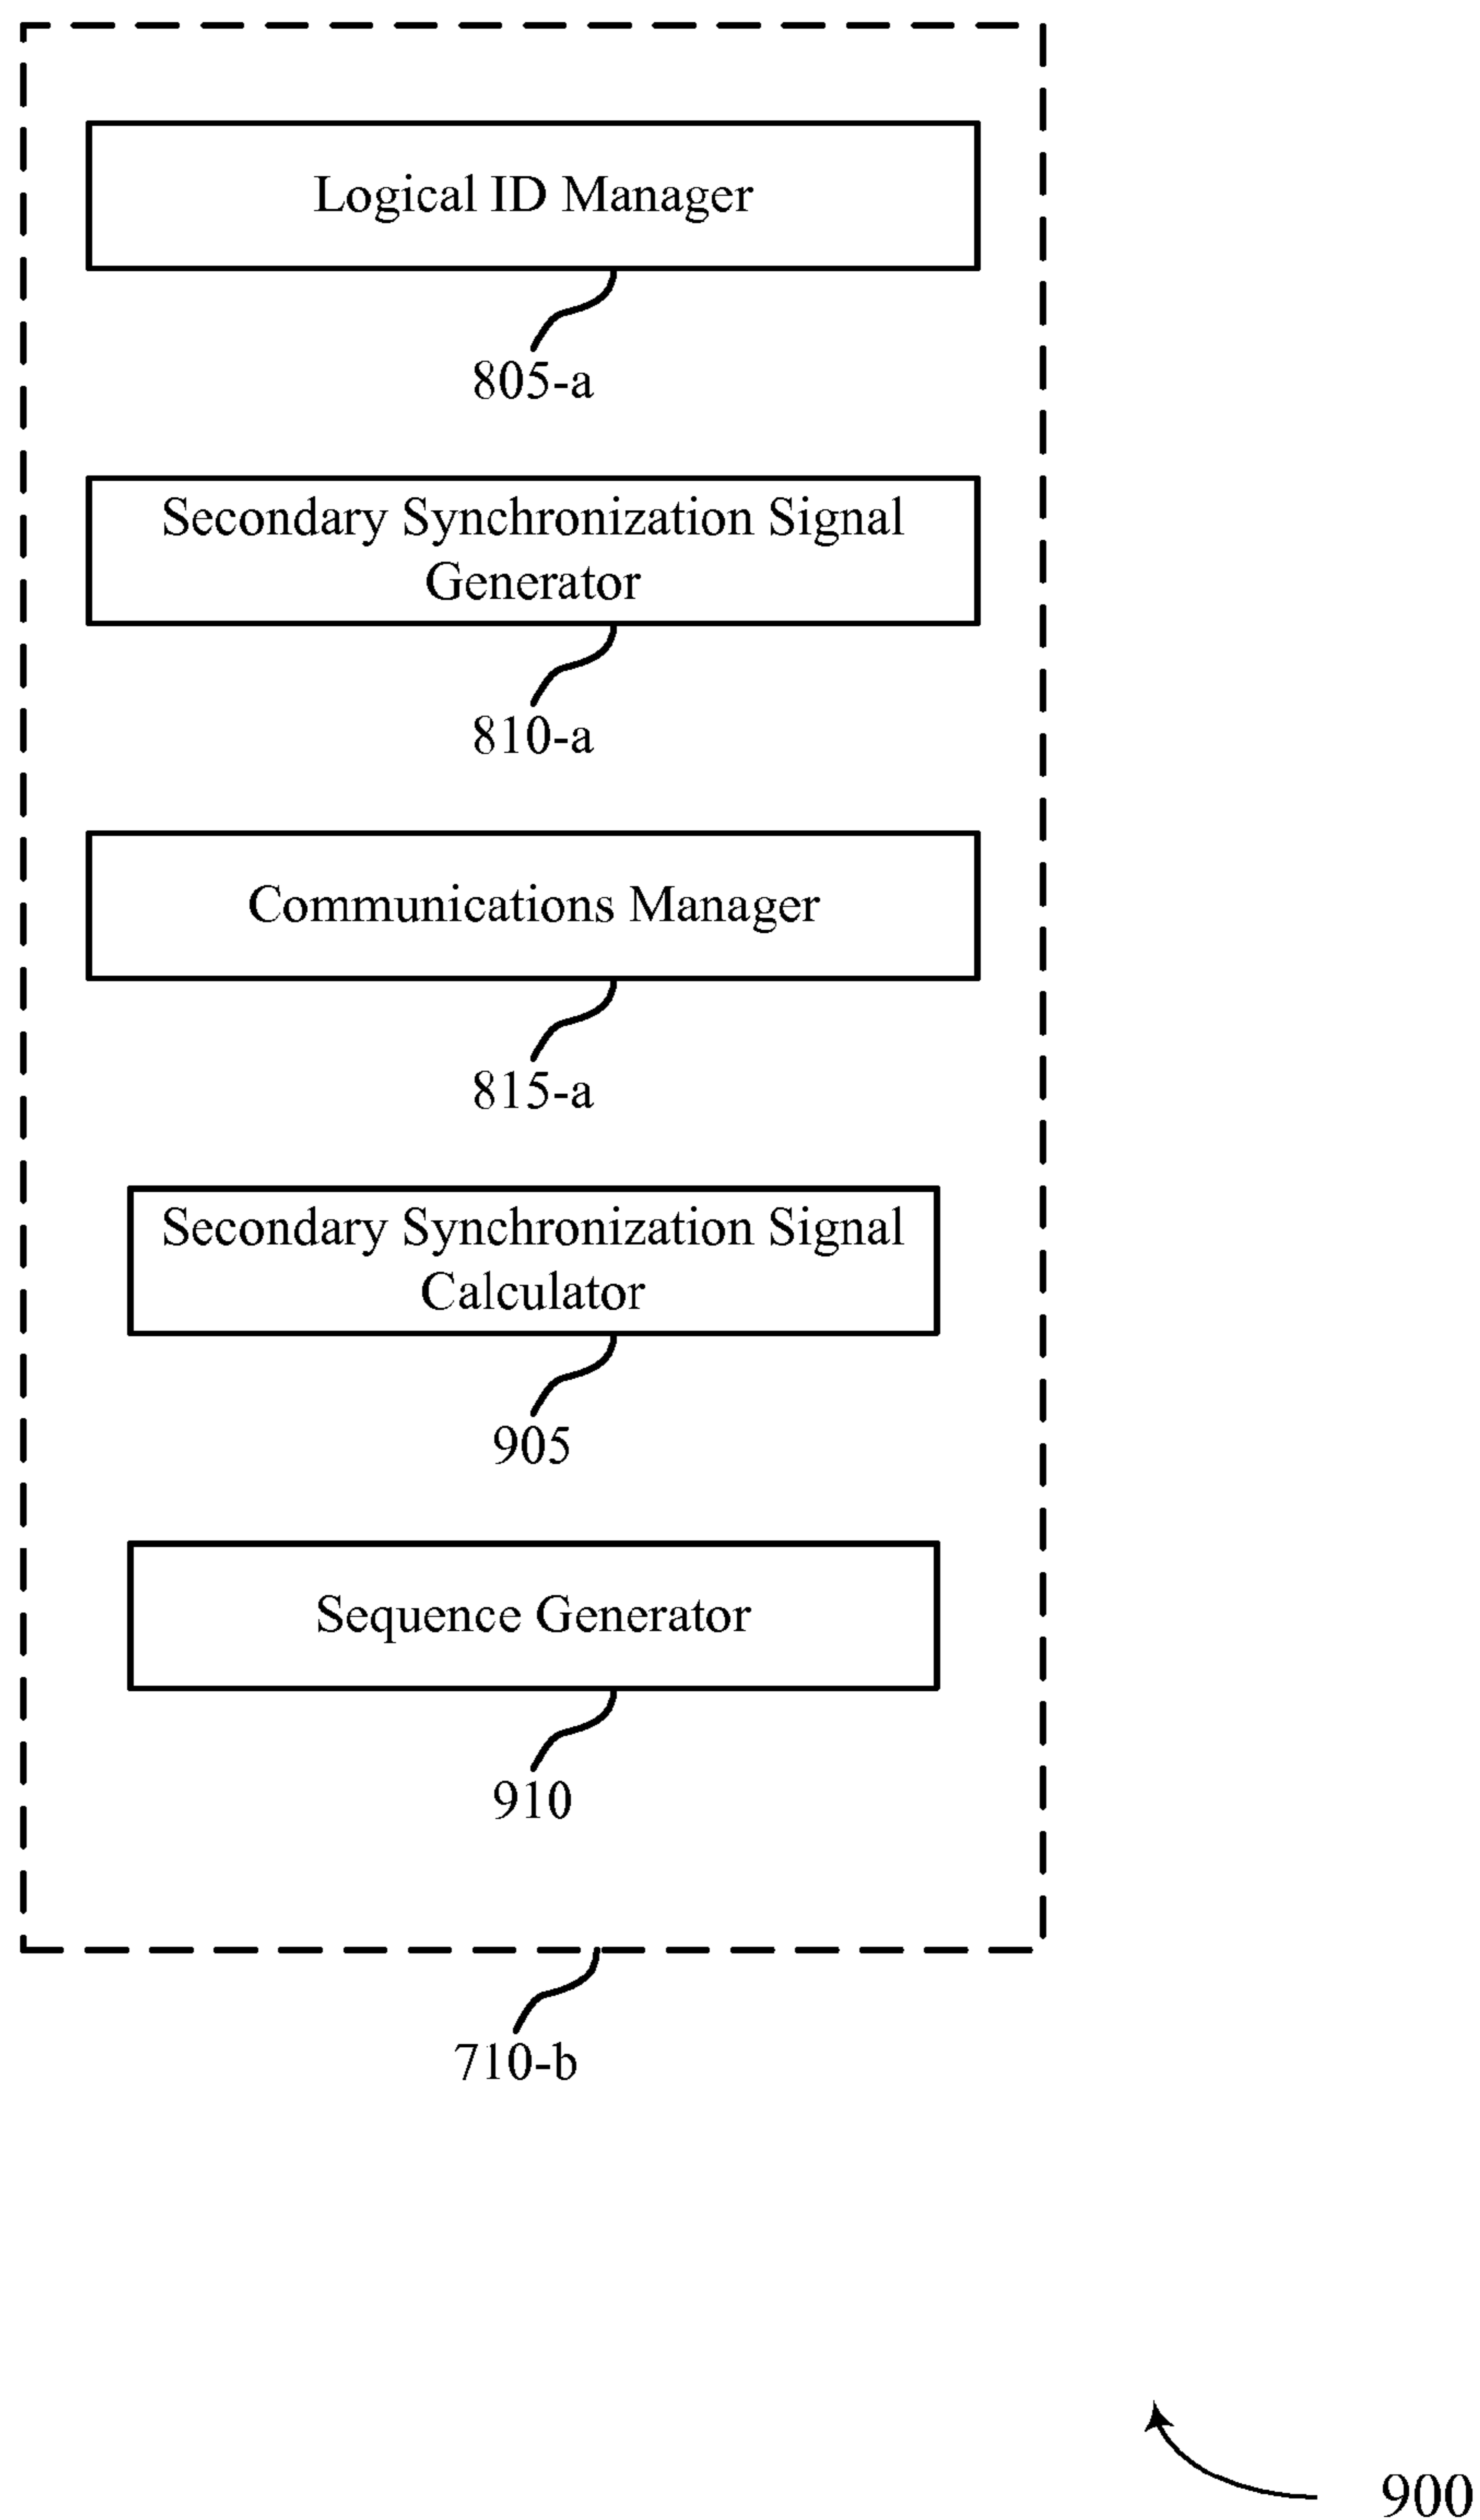 Logical ID Manager
805-a
Secondary Synchronization Signal
Generator
810-a
Communications Manager
815-a
Secondary Synchronization Signal
Calculator
905
Sequence Generator
910
710-b
900